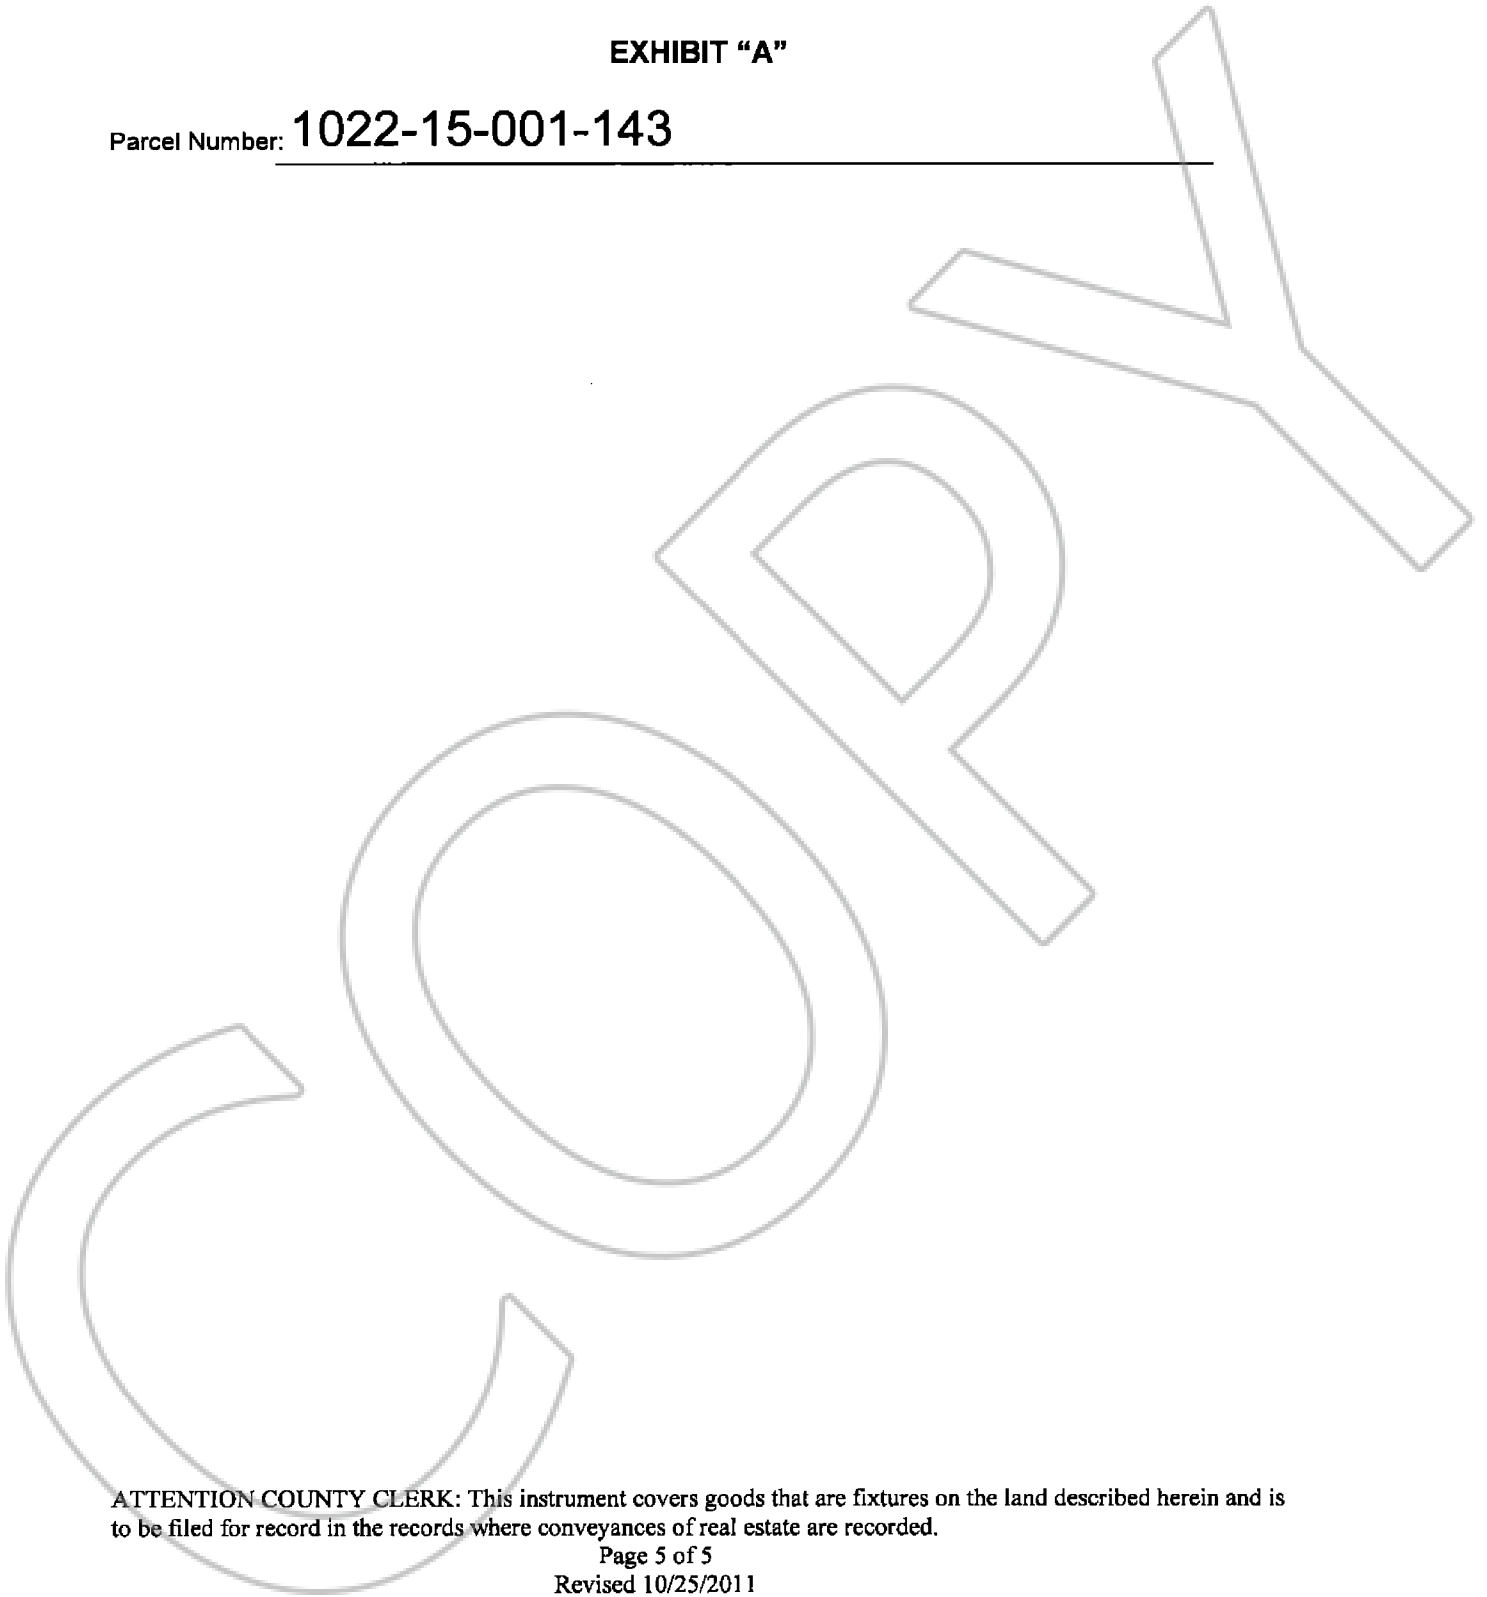 EXHIBIT “A”
Parcel Number: 1022-15-001-143
COPY
ATTENTION COUNTY CLERK: This instrument covers goods that are fixtures on the land described herein and is
to be filed for record in the records where conveyances of real estate are recorded.
Page 5 of 5
Revised 10/25/2011